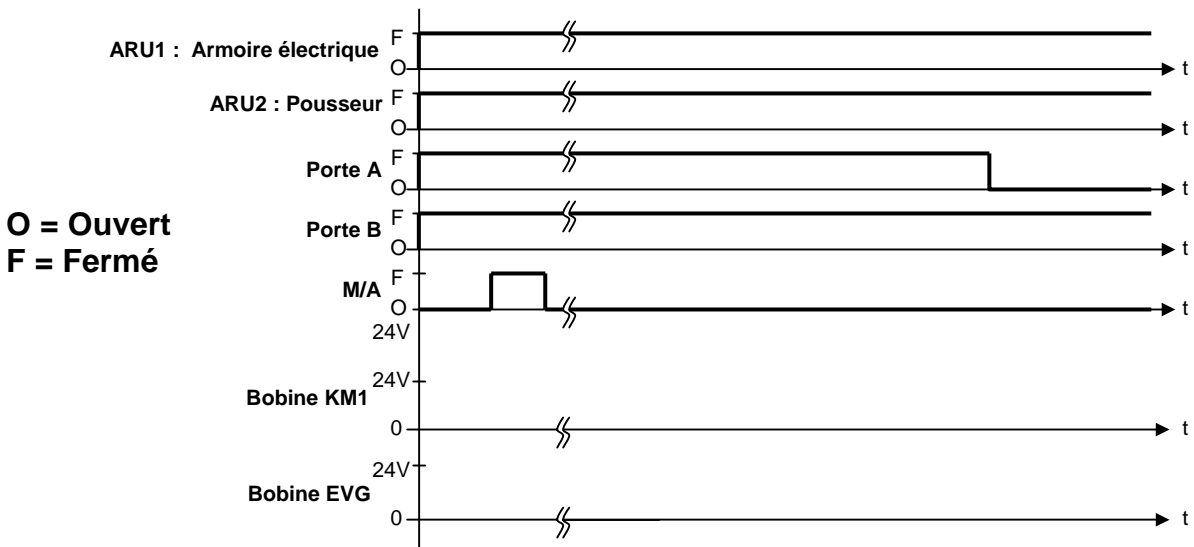 ARU1 : Armoire électrique F
O t
ARU2 : Pousseur F
O t
Porte A F
O t
O = Ouvert
F = Fermé
Porte B F
O t
M/A F
O t
24V
24V
Bobine KM1
0 t
24V
Bobine EVG
0 t